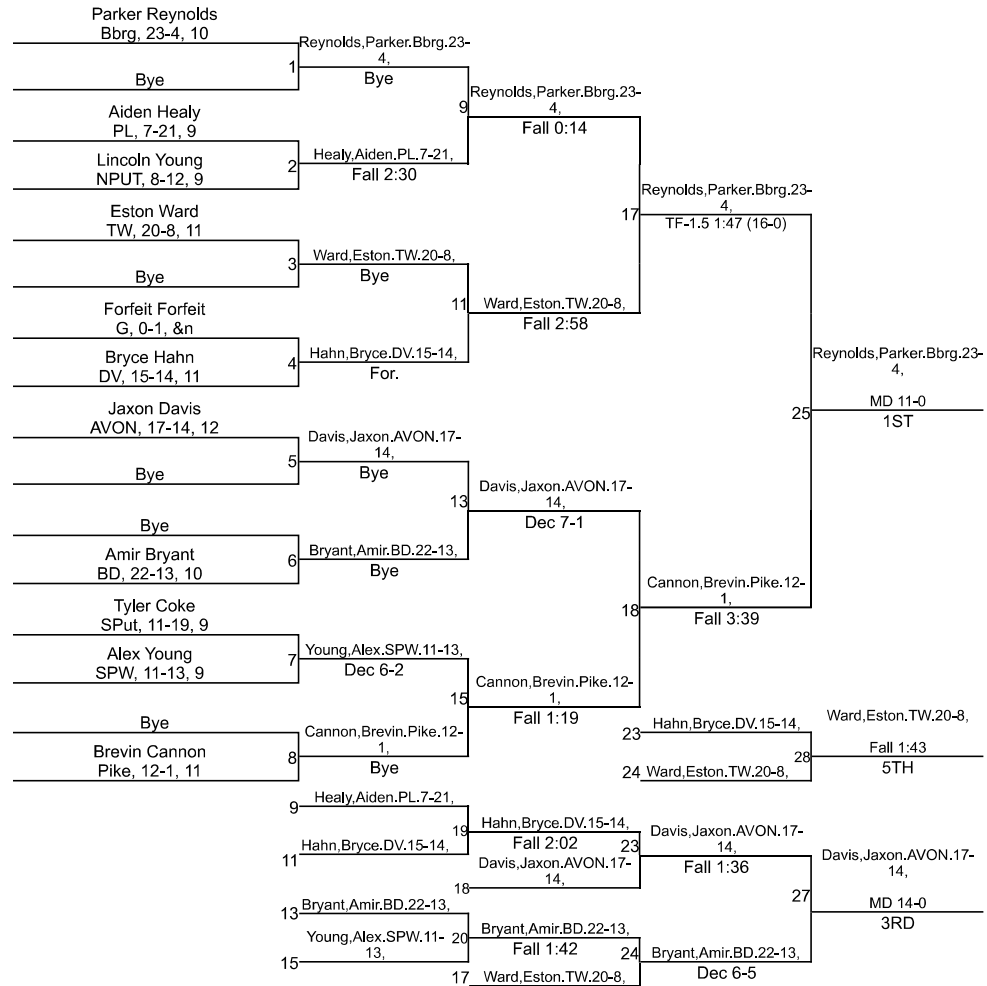 Parker Reynolds
Bbrg, 23-4, 10
1
Bye
Reynolds,Parker.Bbrg.23-
4,
Bye
Aiden Healy
PL, 7-21, 9
2
Lincoln Young
NPUT, 8-12, 9
Healy,Aiden.PL.7-21,
Fall 2:30
9
Reynolds,Parker.Bbrg.23-
4,
Fall 0:14
Eston Ward
TW, 20-8, 11
3
Bye
Ward,Eston.TW.20-8,
Bye
Forfeit Forfeit
G, 0-1, &n
4
Bryce Hahn
DV, 15-14, 11
Hahn,Bryce.DV.15-14,
For.
11
Ward,Eston.TW.20-8,
Fall 2:58
17
Reynolds,Parker.Bbrg.23-
4,
TF-1.5 1:47 (16-0)
Jaxon Davis
AVON, 17-14, 12
5
Bye
Davis,Jaxon.AVON.17-
14,
Bye
Bye
6
Amir Bryant
BD, 22-13, 10
Bryant,Amir.BD.22-13,
Bye
13
Davis,Jaxon.AVON.17-
14,
Dec 7-1
Tyler Coke
SPut, 11-19, 9
7
Alex Young
SPW, 11-13, 9
Young,Alex.SPW.11-13,
Dec 6-2
Bye
8
Brevin Cannon
Pike, 12-1, 11
Cannon,Brevin.Pike.12-
1,
Bye
15
Cannon,Brevin.Pike.12-
1,
Fall 1:19
18
Cannon,Brevin.Pike.12-
1,
Fall 3:39
25
Reynolds,Parker.Bbrg.23-
4,
MD 11-0
1ST
23
Hahn,Bryce.DV.15-14,
24
Ward,Eston.TW.20-8,
28
Ward,Eston.TW.20-8,
Fall 1:43
5TH
9
Healy,Aiden.PL.7-21,
11
Hahn,Bryce.DV.15-14,
19
Hahn,Bryce.DV.15-14,
Fall 2:02
18
Davis,Jaxon.AVON.17-
14,
23
Davis,Jaxon.AVON.17-
14,
Fall 1:36
13
Bryant,Amir.BD.22-13,
15
Young,Alex.SPW.11-
13,
20
Bryant,Amir.BD.22-13,
Fall 1:42
17
Ward,Eston.TW.20-8,
24
Bryant,Amir.BD.22-13,
Dec 6-5
27
Davis,Jaxon.AVON.17-
14,
MD 14-0
3RD